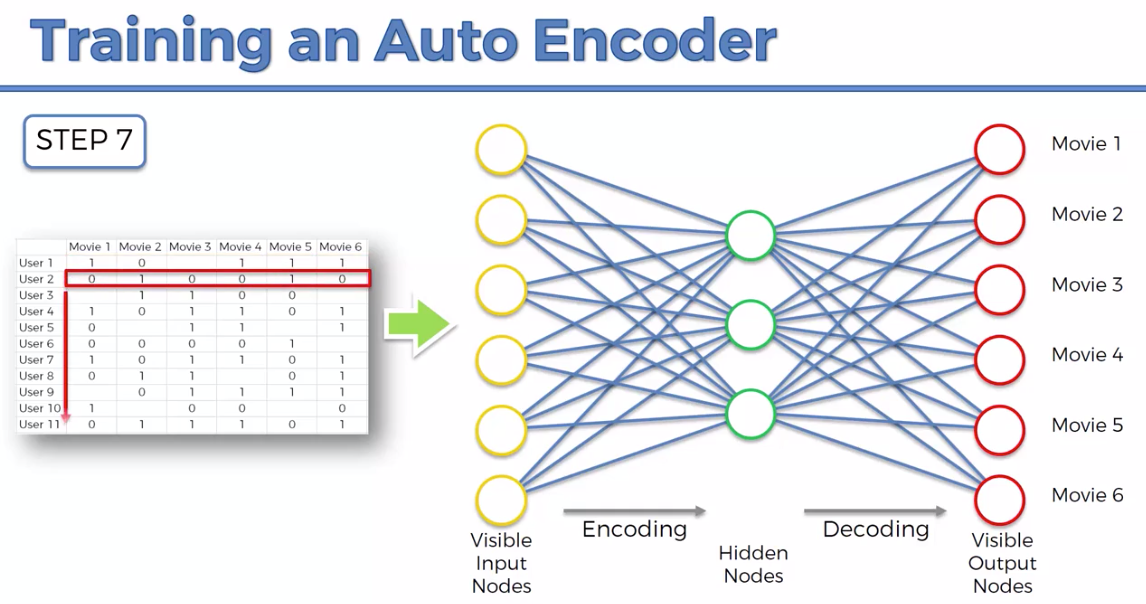 Training an Auto Encoder
STEP 7
Movie 1 Movie 2 Movie 3 Movie 4 Movie 5 Movie 6
User 1 1 0 1 1 1
User 2 0 1 0 0 1 0
User 3 1 1 0 0
User 4 1 0 1 1 0 1
User 5 0 1 1 1
User 6 0 0 0 0 1
User 7 1 0 1 1 0 1
User 8 0 1 1 0 1
User 9 0 1 1 1 1
User 10 1 0 0 0
User 11 0 1 1 1 0 1
Movie 1
Movie 2
Movie 3
Movie 4
Movie 5
Movie 6
Encoding
Decoding
Visible
Input
Nodes
Hidden
Nodes
Visible
Output
Nodes